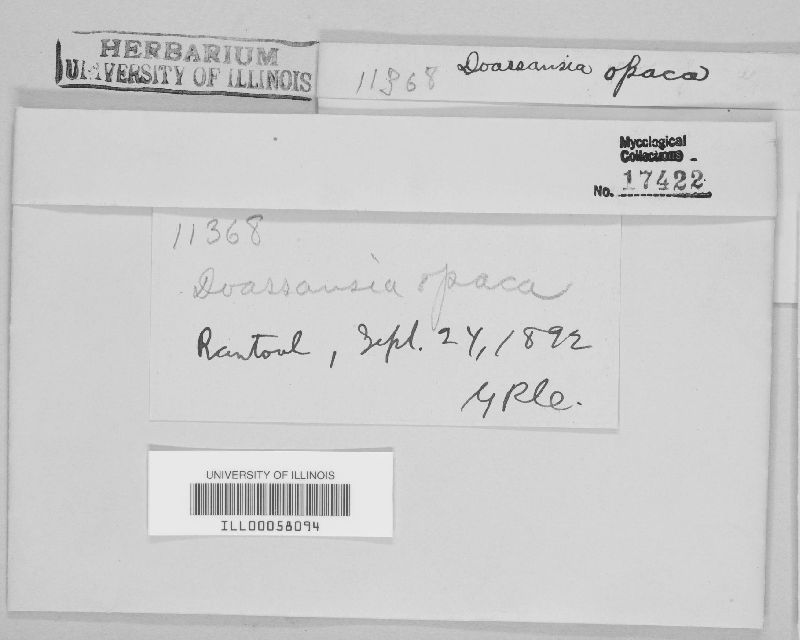 HERBARIUM
UNIVERSITY OF ILLINOIS
11368 Doassansia opaca
Mycological
Collections
No. 17422
11368
Doassansia opaca
Rantoul, Sept. 24, 1892
UNIVERSITY OF ILLINOIS
ILL00058094